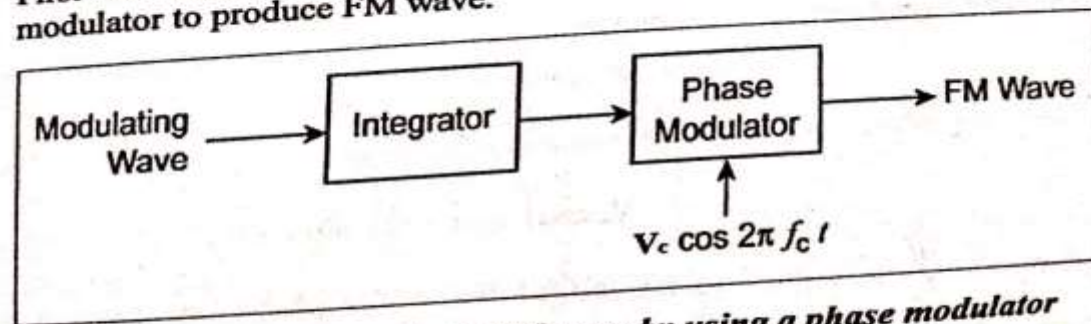 modulator to produce FM wave.
Modulating
Wave
Integrator
Phase
Modulator
FM Wave
Vc cos 2π fc t
by using a phase modulator